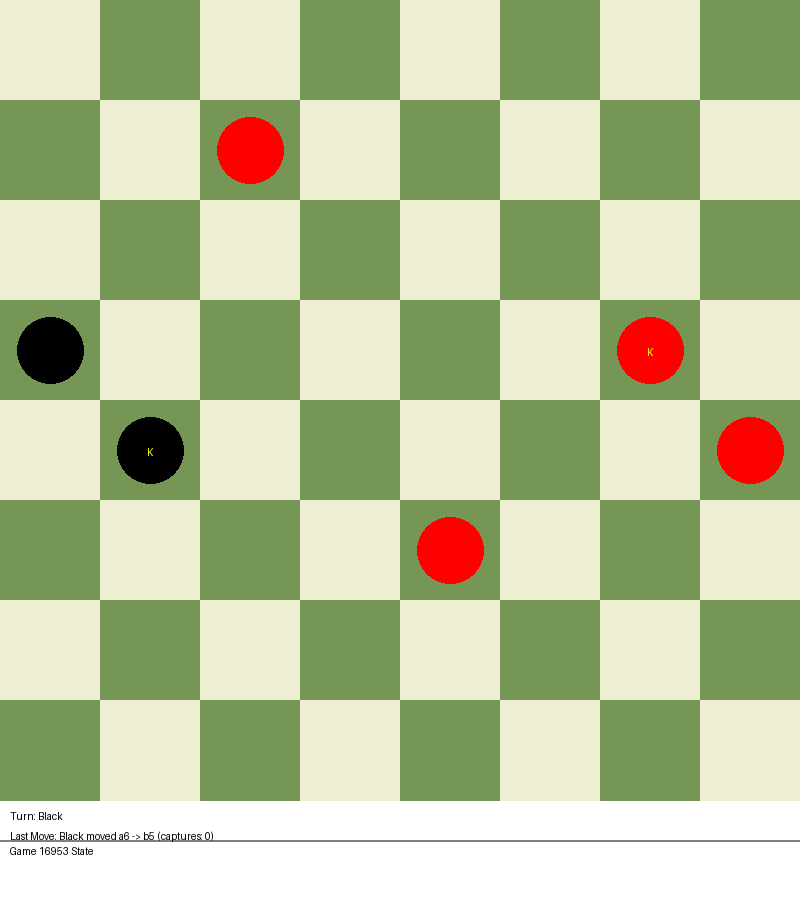 K
K
Turn: Black
Last Move: Black moved a6 -> b5 (captures: 0)
Game 16953 State